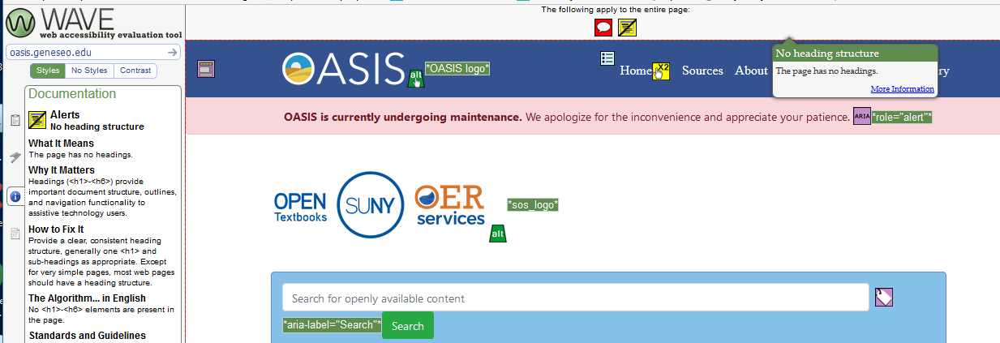 WAVE
web accessibility evaluation tool
oasis.geneseo.edu
Styles No Styles Contrast
Documentation
Alerts
No heading structure
What It Means
The page has no headings.
Why It Matters
Headings (<h1>-<h6>) provide
important document structure, outlines,
and navigation functionality to
assistive technology users.
How to Fix It
Provide a clear, consistent heading
structure, generally one <h1> and
sub-headings as appropriate. Except
for very simple pages, most web pages
should have a heading structure.
The Algorithm... in English
No <h1>-<h6> elements are present in
the page.
Standards and Guidelines
The following apply to the entire page:
OASIS alt *OASIS logo*
Home X2 Sources About ry
No heading structure
The page has no headings.
More Information
OASIS is currently undergoing maintenance. We apologize for the inconvenience and appreciate your patience. ARIA *role="alert"*
OPEN
Textbooks
SUNY
OER
services
alt *sos_logo*
Search for openly available content
*aria-label="Search"* Search